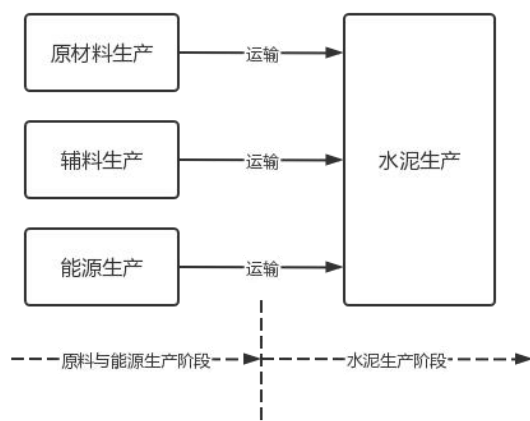 原材料生产
运输
辅料生产
运输
水泥生产
能源生产
运输
原料与能源生产阶段
水泥生产阶段